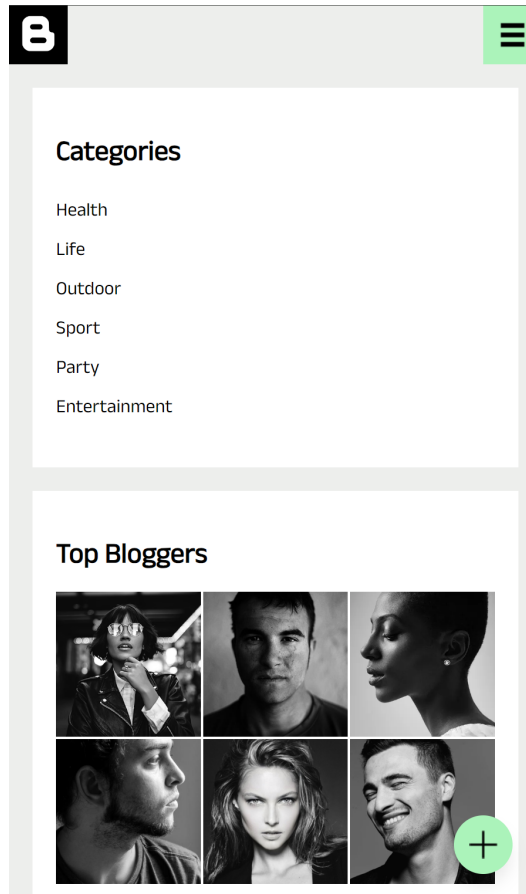 B
Categories
Health
Life
Outdoor
Sport
Party
Entertainment
Top Bloggers